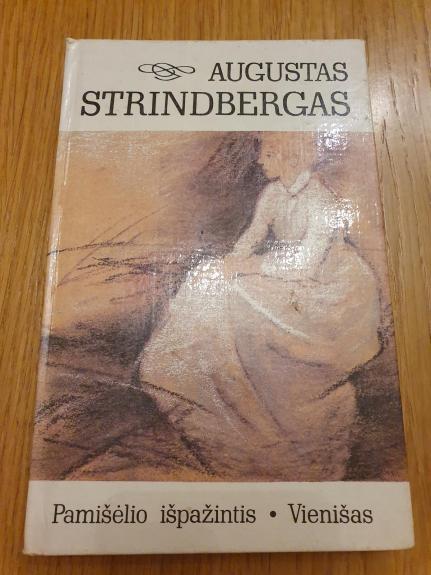 AUGUSTAS
STRINDBERGAS
Pamišėlio išpažintis • Vienišas